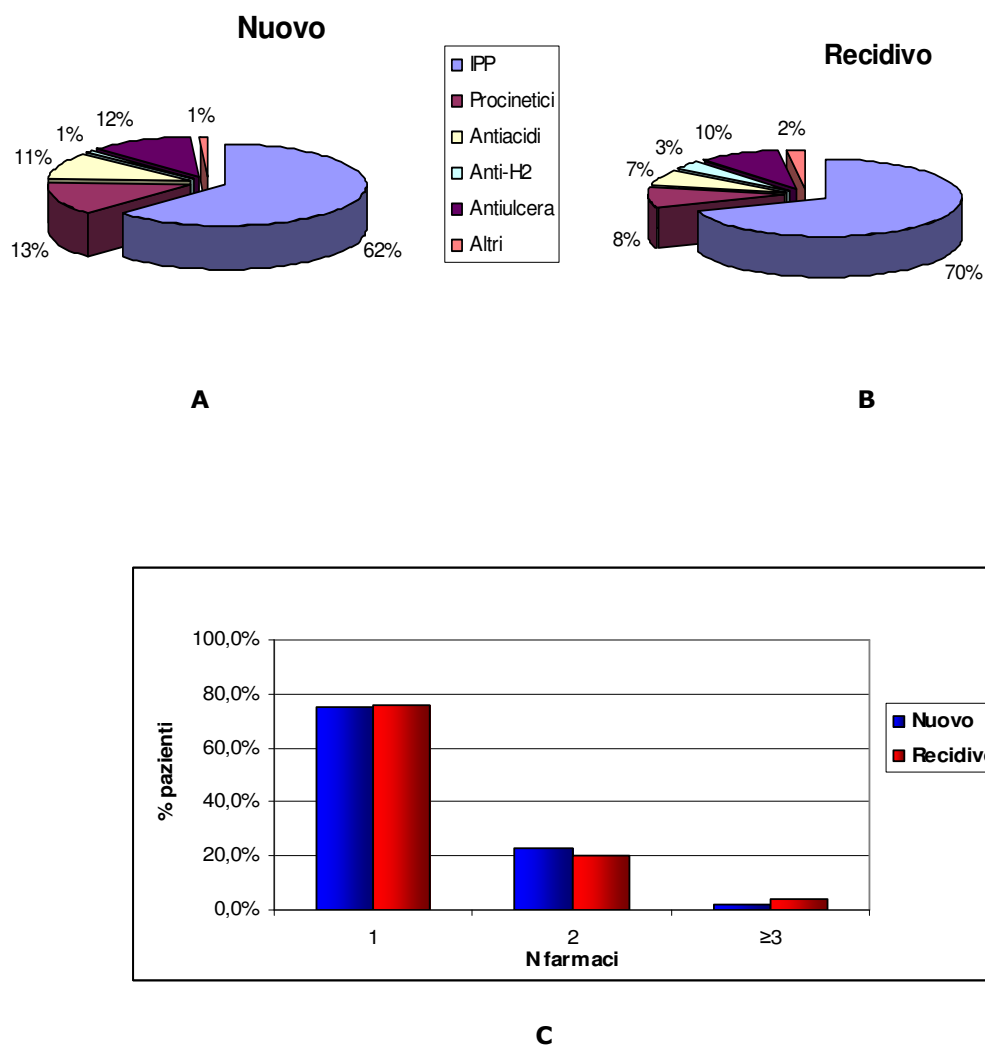 Nuovo
Recidivo
IPP
Procinetici
Antiacidi
Anti-H2
Antiulcera
Altri
1%
12%
1%
11%
13%
62%
2%
10%
3%
7%
8%
70%
A
B
100,0%
80,0%
60,0%
40,0%
20,0%
0,0%
% pazienti
1
2
≥3
N farmaci
Nuovo
Recidivo
C